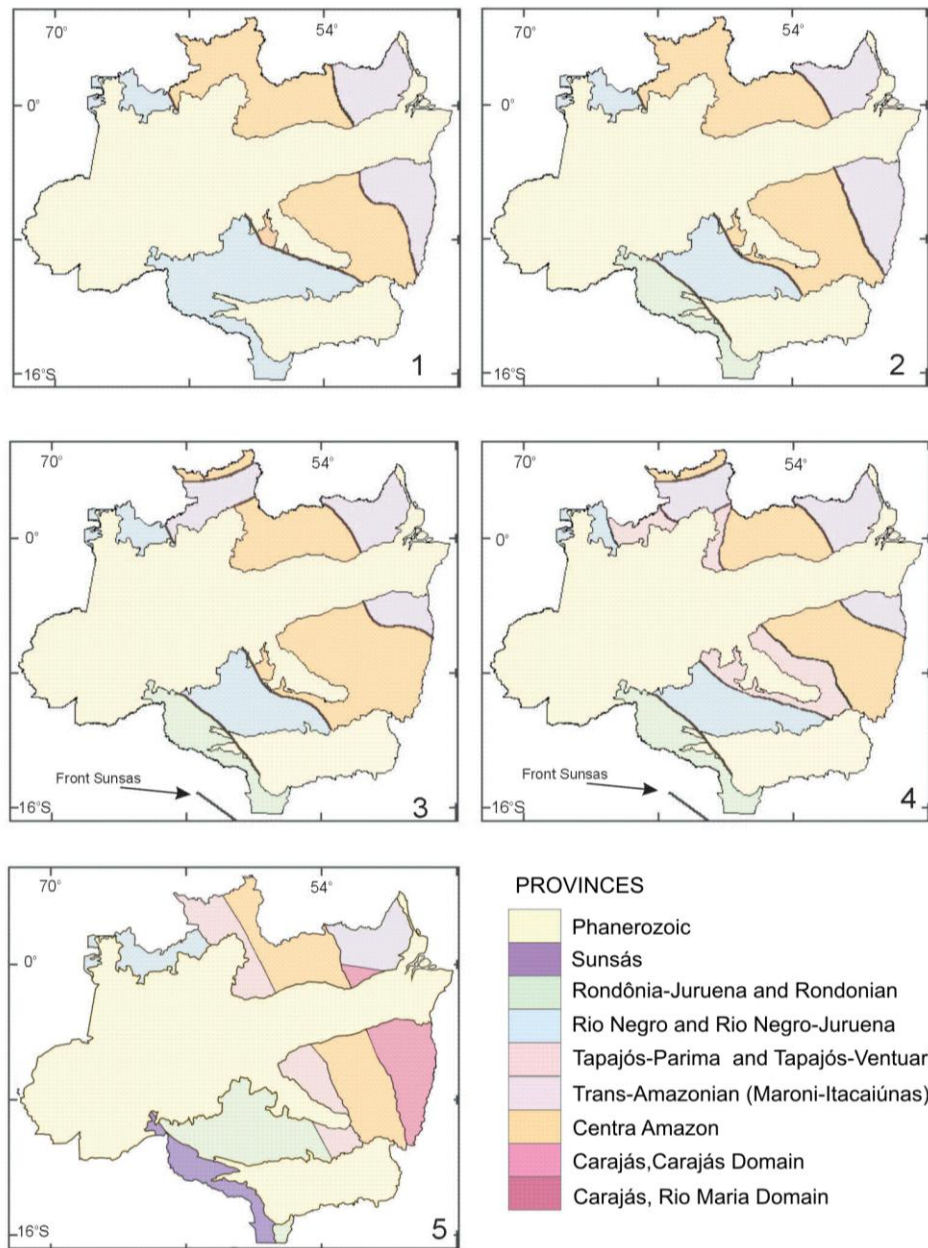 70° 54°
0°
16°S
1
70° 54°
0°
16°S
2
70° 54°
0°
Front Sunsas
16°S
3
70° 54°
0°
Front Sunsas
16°S
4
70° 54°
0°
16°S
5
PROVINCES
Phanerozoic
Sunsás
Rondônia-Juruena and Rondonian
Rio Negro and Rio Negro-Juruena
Tapajós-Parima and Tapajós-Ventuar
Trans-Amazonian (Maroni-Itacaiúnas)
Centra Amazon
Carajás,Carajás Domain
Carajás, Rio Maria Domain